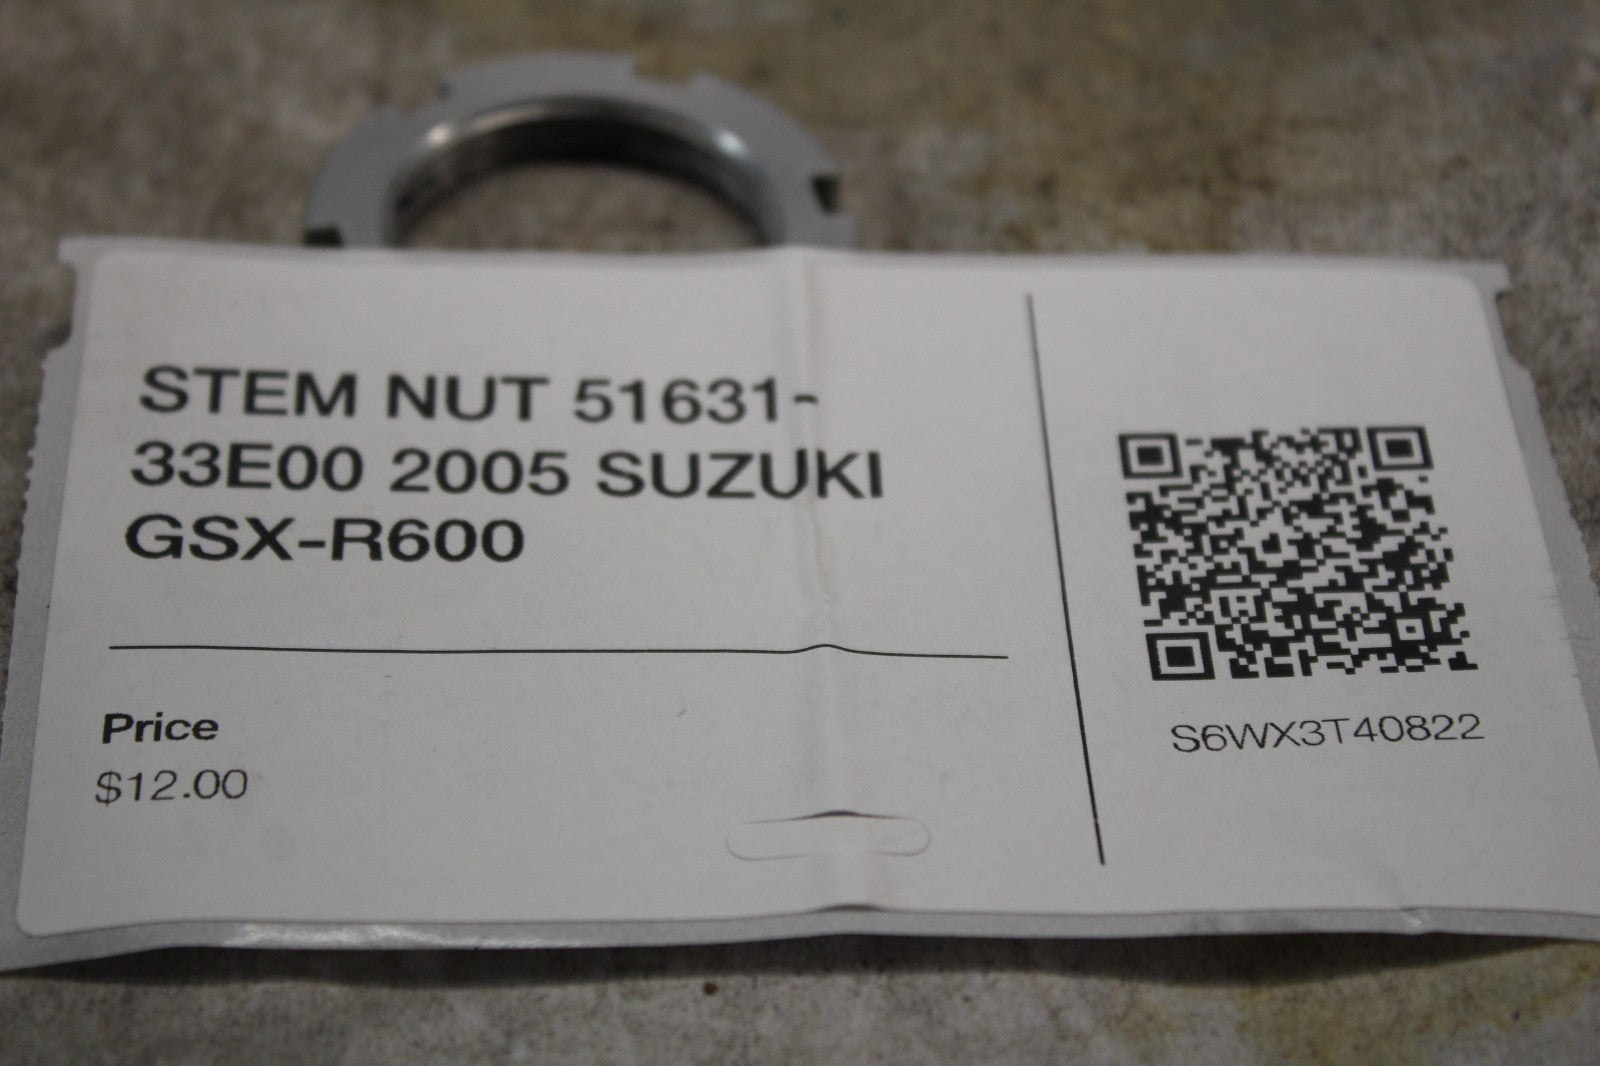 STEM NUT 51631-
33E00 2005 SUZUKI
GSX-R600
Price
$12.00
S6WX3T40822